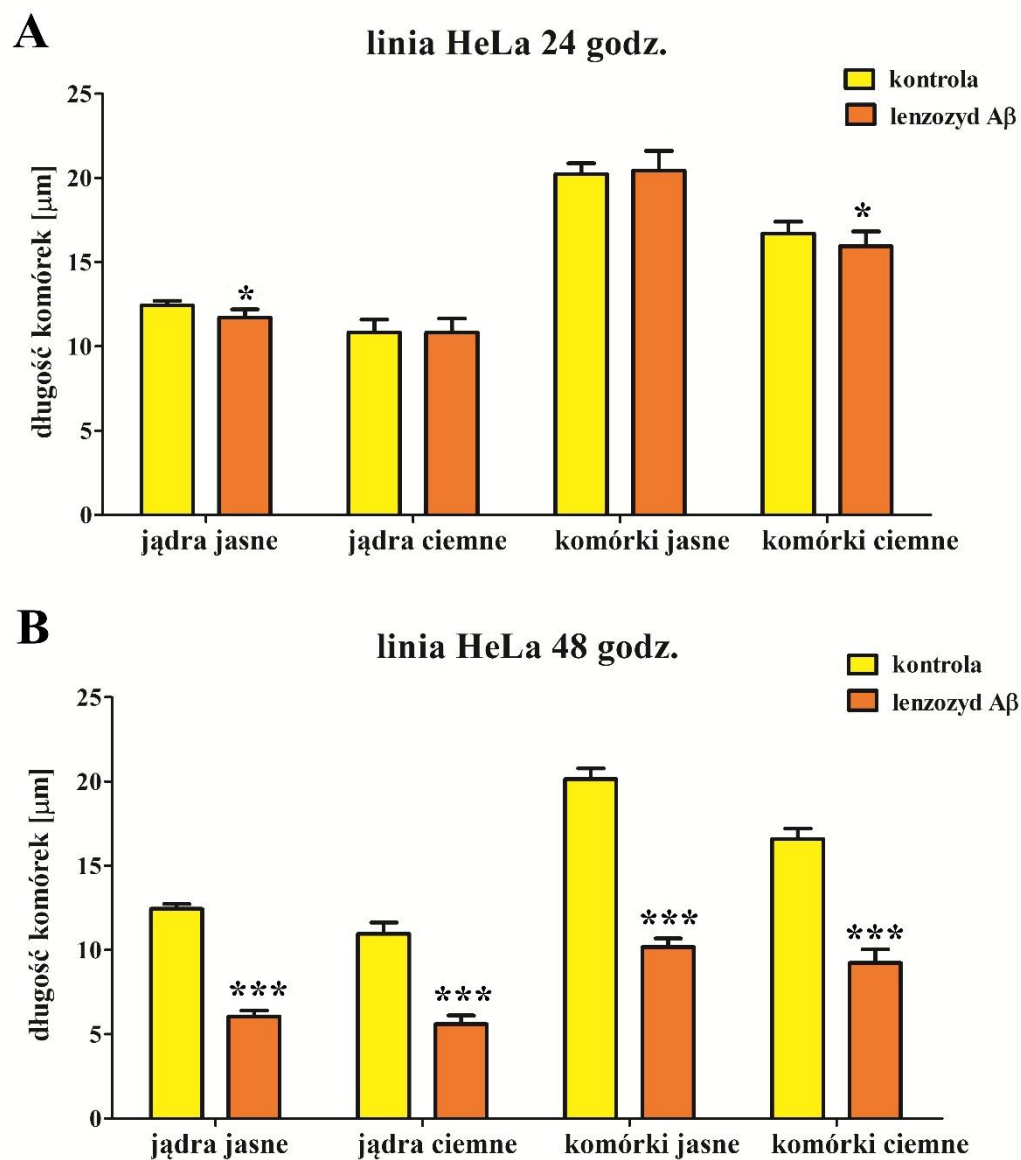 A
linia HeLa 24 godz.
kontrola
lenzozyd Aβ
długość komórek [μm]
25
20
15
10
5
0
*
*
jądra jasne
jądra ciemne
komórki jasne
komórki ciemne
B
linia HeLa 48 godz.
kontrola
lenzozyd Aβ
długość komórek [μm]
25
20
15
10
5
0
***
***
***
***
jądra jasne
jądra ciemne
komórki jasne
komórki ciemne